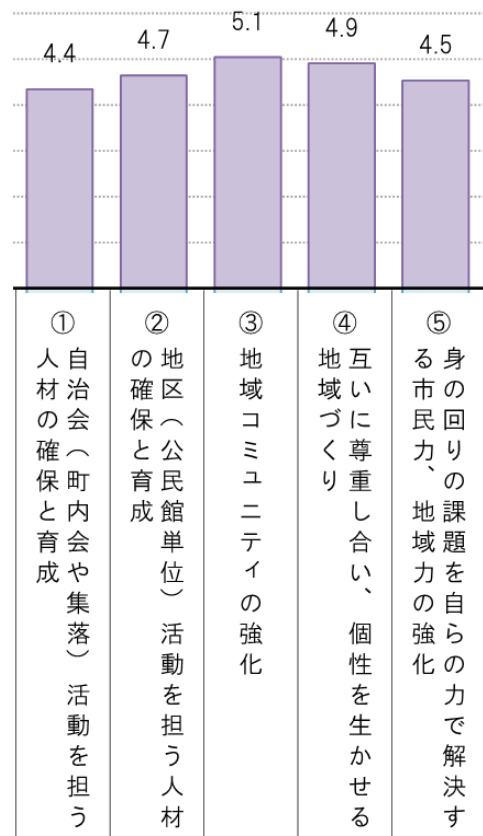 4.4
4.7
5.1
4.9
4.5
①
自治会（町内会や集落）活動を担う
人材の確保と育成
②
地区（公民館単位）活動を担う人材
の確保と育成
③
地域コミュニティの強化
④
互いに尊重し合い、個性を生かせる
地域づくり
⑤
身の回りの課題を自らの力で解決す
る市民力、地域力の強化